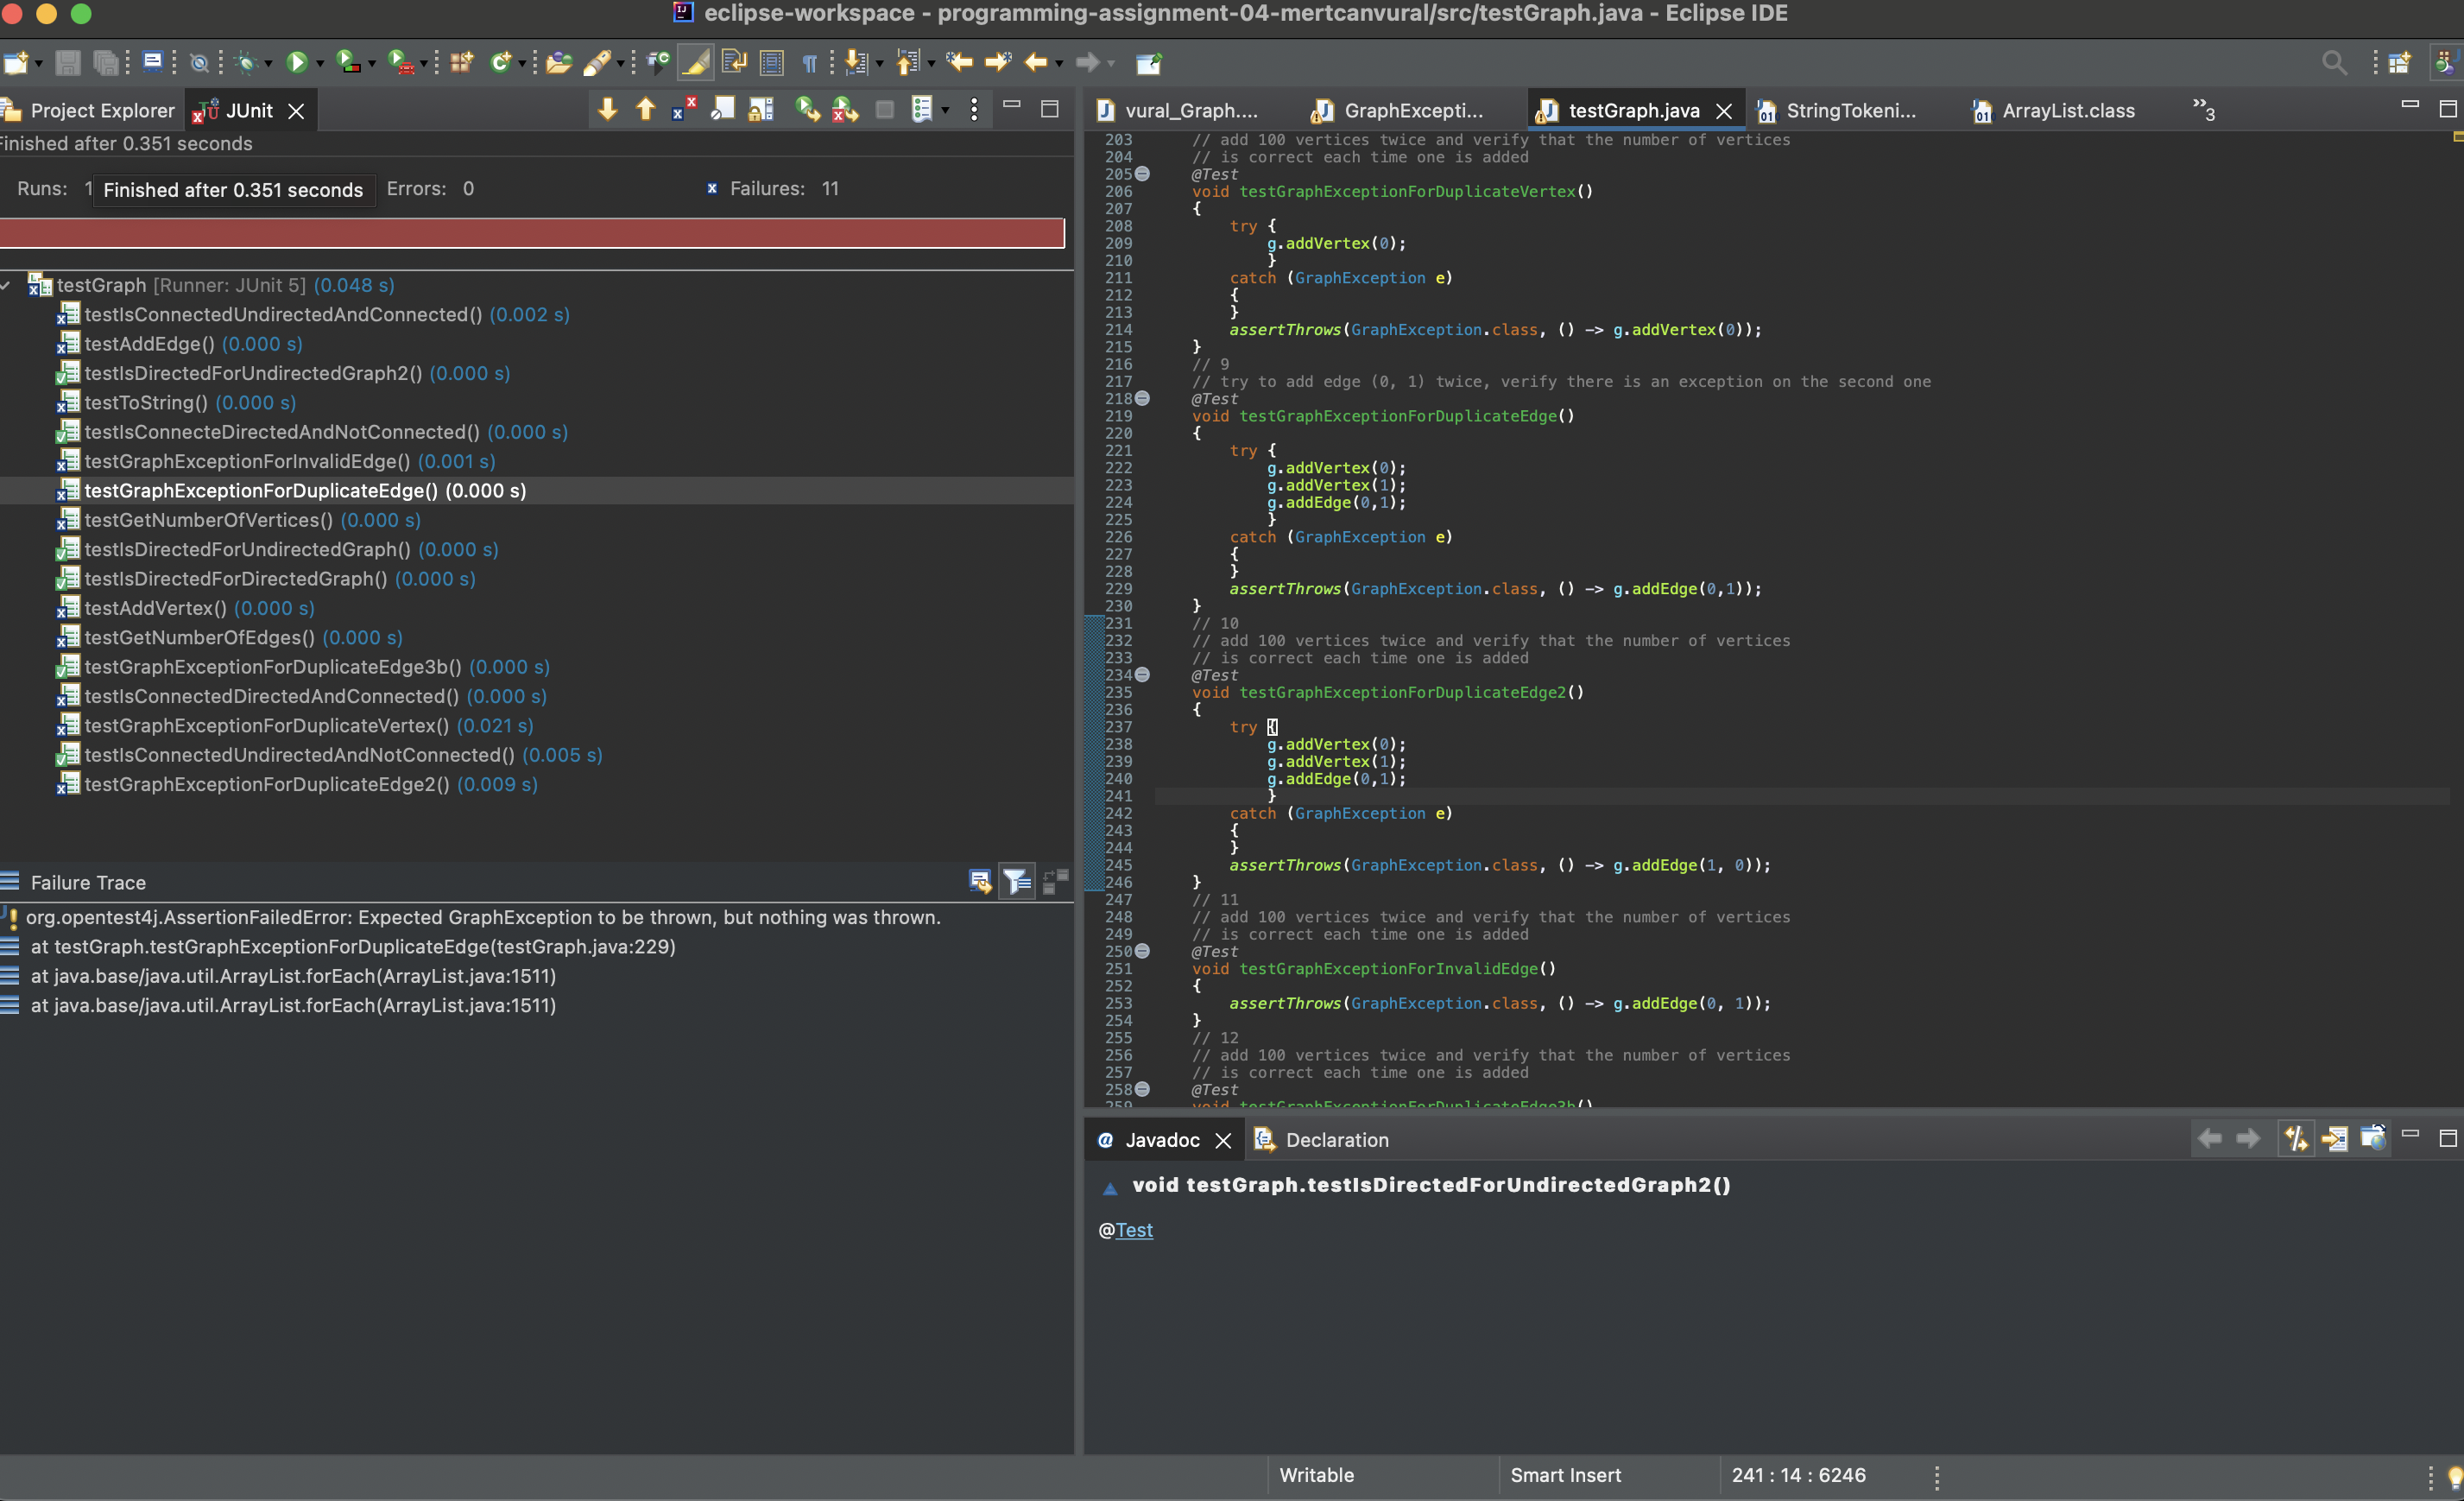 eclipse-workspace - programming-assignment-04-mertcanvural/src/testGraph.java - Eclipse IDE
Project Explorer
JUnit
Finished after 0.351 seconds
Runs: 1
Finished after 0.351 seconds
Errors: 0
Failures: 11
testGraph [Runner: JUnit 5] (0.048 s)
testIsConnectedUndirectedAndConnected() (0.002 s)
testAddEdge() (0.000 s)
testIsDirectedForUndirectedGraph2() (0.000 s)
testToString() (0.000 s)
testIsConnecteDirectedAndNotConnected() (0.000 s)
testGraphExceptionForInvalidEdge() (0.001 s)
testGraphExceptionForDuplicateEdge() (0.000 s)
testGetNumberOfVertices() (0.000 s)
testIsDirectedForUndirectedGraph() (0.000 s)
testIsDirectedForDirectedGraph() (0.000 s)
testAddVertex() (0.000 s)
testGetNumberOfEdges() (0.000 s)
testGraphExceptionForDuplicateEdge3b() (0.000 s)
testIsConnectedDirectedAndConnected() (0.000 s)
testGraphExceptionForDuplicateVertex() (0.021 s)
testIsConnectedUndirectedAndNotConnected() (0.005 s)
testGraphExceptionForDuplicateEdge2() (0.009 s)
Failure Trace
org.opentest4j.AssertionFailedError: Expected GraphException to be thrown, but nothing was thrown.
at testGraph.testGraphExceptionForDuplicateEdge(testGraph.java:229)
at java.base/java.util.ArrayList.forEach(ArrayList.java:1511)
at java.base/java.util.ArrayList.forEach(ArrayList.java:1511)
vural_Graph....
GraphExcepti...
testGraph.java
StringTokeni...
ArrayList.class
»3
203 // add 100 vertices twice and verify that the number of vertices
204 // is correct each time one is added
205 @Test
206 void testGraphExceptionForDuplicateVertex()
207 {
208 try {
209 g.addVertex(0);
210 }
211 catch (GraphException e)
212 {
213 }
214 assertThrows(GraphException.class, () -> g.addVertex(0));
215 }
216 // 9
217 // try to add edge (0, 1) twice, verify there is an exception on the second one
218 @Test
219 void testGraphExceptionForDuplicateEdge()
220 {
221 try {
222 g.addVertex(0);
223 g.addVertex(1);
224 g.addEdge(0,1);
225 }
226 catch (GraphException e)
227 {
228 }
229 assertThrows(GraphException.class, () -> g.addEdge(0,1));
230 }
231 // 10
232 // add 100 vertices twice and verify that the number of vertices
233 // is correct each time one is added
234 @Test
235 void testGraphExceptionForDuplicateEdge2()
236 {
237 try {
238 g.addVertex(0);
239 g.addVertex(1);
240 g.addEdge(0,1);
241 }
242 catch (GraphException e)
243 {
244 }
245 assertThrows(GraphException.class, () -> g.addEdge(1, 0));
246 }
247 // 11
248 // add 100 vertices twice and verify that the number of vertices
249 // is correct each time one is added
250 @Test
251 void testGraphExceptionForInvalidEdge()
252 {
253 assertThrows(GraphException.class, () -> g.addEdge(0, 1));
254 }
255 // 12
256 // add 100 vertices twice and verify that the number of vertices
257 // is correct each time one is added
258 @Test
259 void testGraphExceptionForDuplicateEdge3b()
@ Javadoc
Declaration
void testGraph.testIsDirectedForUndirectedGraph2()
@Test
Writable
Smart Insert
241 : 14 : 6246